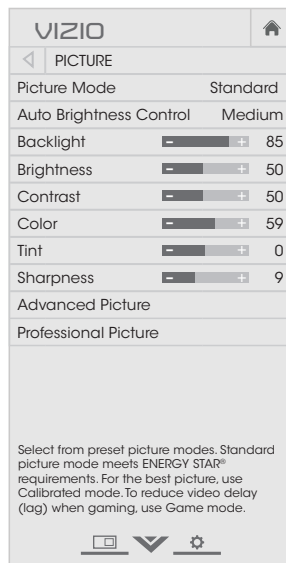 VIZIO
PICTURE
Picture Mode Standard
Auto Brightness Control Medium
Backlight - + 85
Brightness - + 50
Contrast - + 50
Color - + 59
Tint - + 0
Sharpness - + 9
Advanced Picture
Professional Picture
Select from preset picture modes. Standard
picture mode meets ENERGY STAR®
requirements. For the best picture, use
Calibrated mode. To reduce video delay
(lag) when gaming, use Game mode.